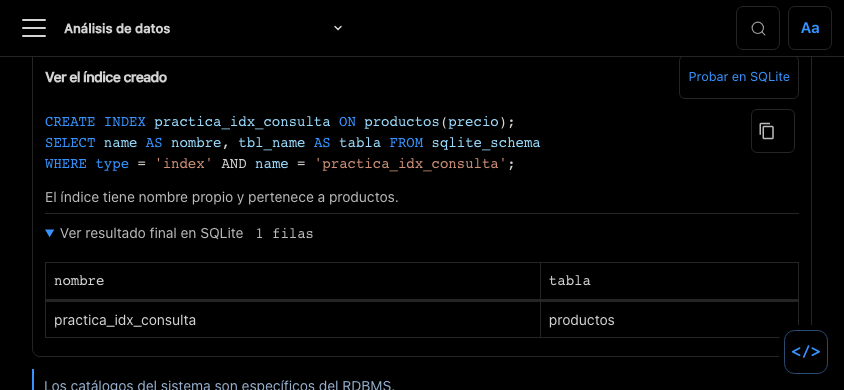 Análisis de datos
Aa
Ver el índice creado
Probar en SQLite
CREATE INDEX practica_idx_consulta ON productos(precio);
SELECT name AS nombre, tbl_name AS tabla FROM sqlite_schema
WHERE type = 'index' AND name = 'practica_idx_consulta';
El índice tiene nombre propio y pertenece a productos.
Ver resultado final en SQLite 1 filas
nombre tabla
practica_idx_consulta productos
</>
Los catálogos del sistema son específicos del RDBMS.